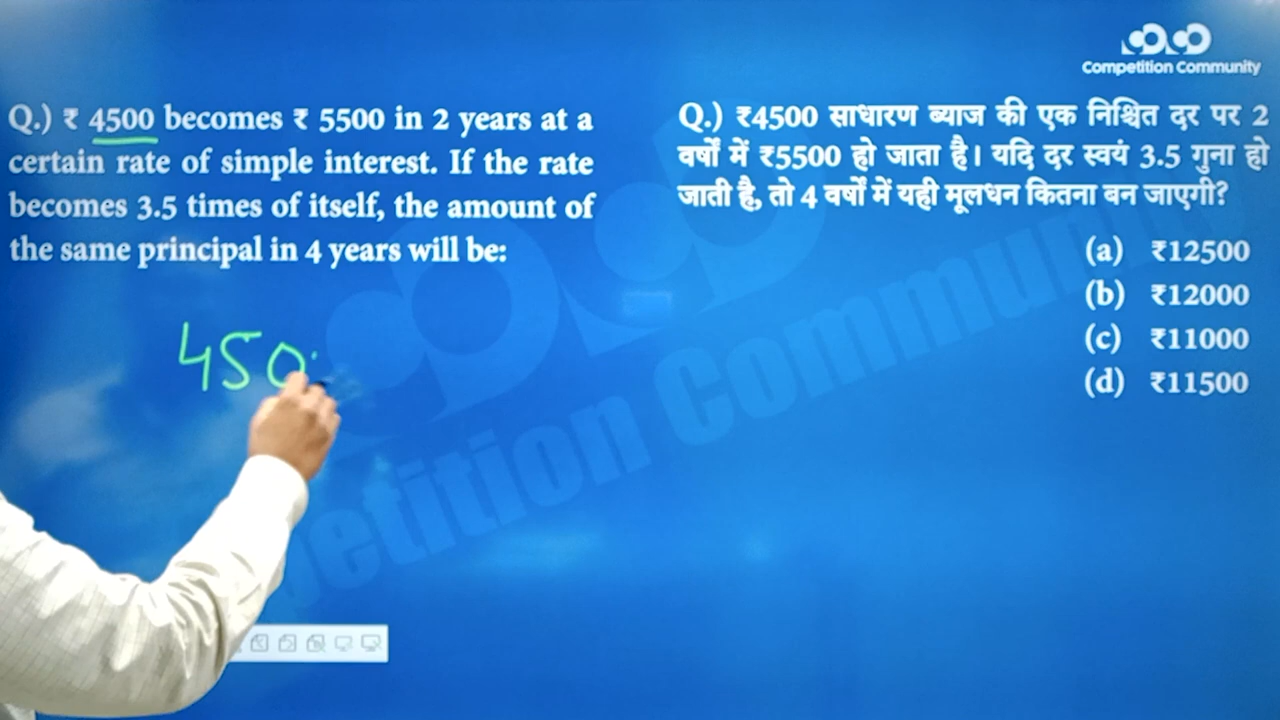 Competition Community
Q.) ₹ 4500 becomes ₹ 5500 in 2 years at a
certain rate of simple interest. If the rate
becomes 3.5 times of itself, the amount of
the same principal in 4 years will be:
Q.) ₹4500 साधारण ब्याज की एक निश्चित दर पर 2
वर्षों में ₹5500 हो जाता है। यदि दर स्वयं 3.5 गुना हो
जाती है, तो 4 वर्षों में यही मूलधन कितना बन जाएगी?
(a) ₹12500
(b) ₹12000
(c) ₹11000
(d) ₹11500
450
etition Community